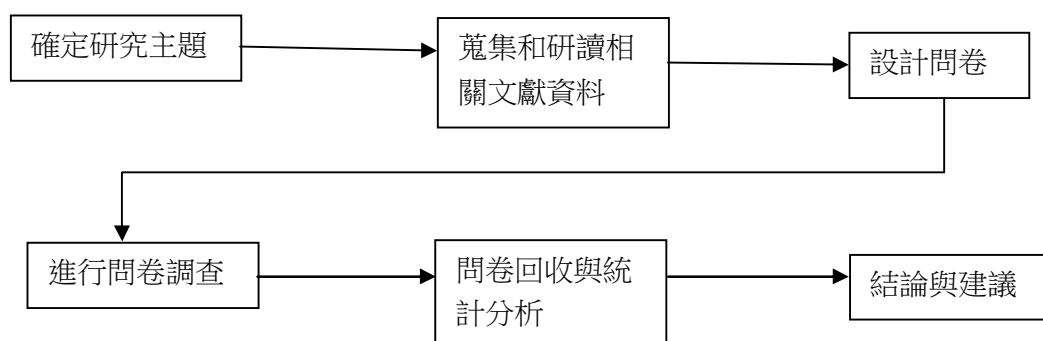 確定研究主題
蒐集和研讀相
關文獻資料
設計問卷
進行問卷調查
問卷回收與統
計分析
結論與建議